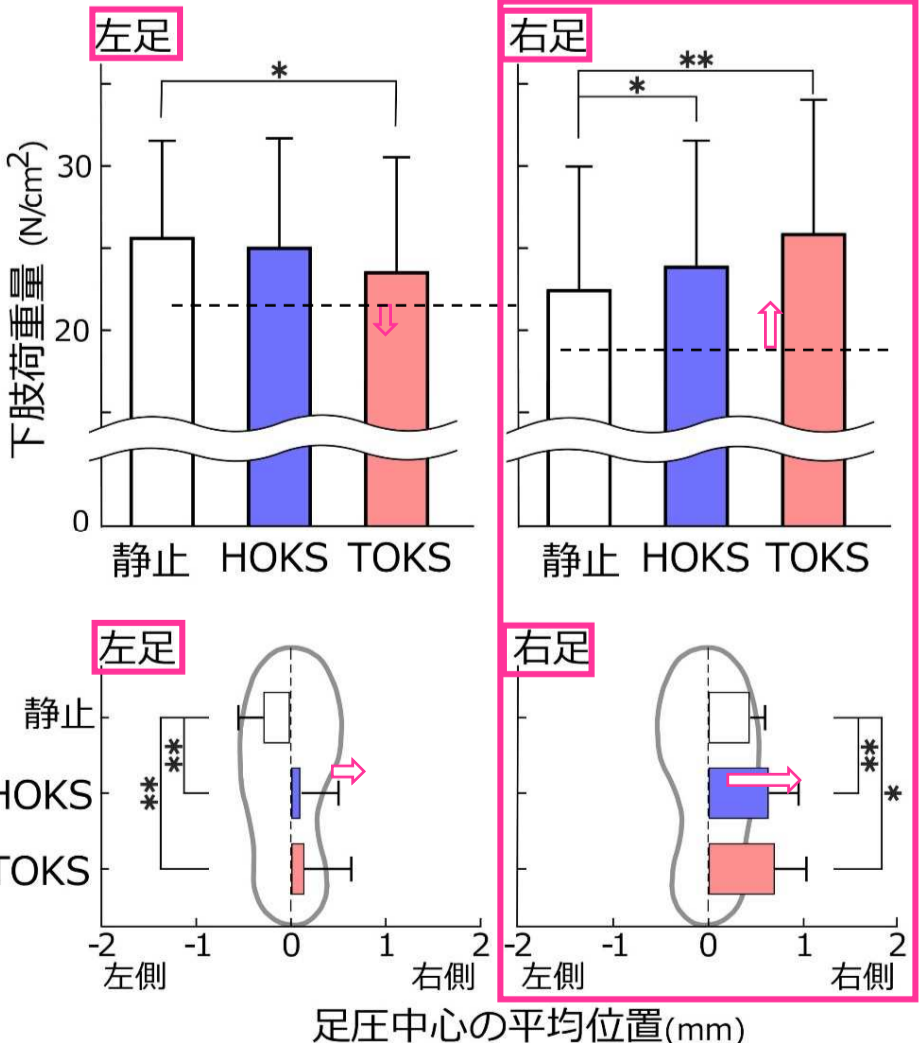 左足
*
下肢荷重量 (N/cm²)
30
20
0
静止 HOKS TOKS
右足
**
*
静止 HOKS TOKS
左足
静止
HOKS
TOKS
**
**
-2 -1 0 1 2
左側 右側
右足
**
*
-2 -1 0 1 2
左側 右側
足圧中心の平均位置(mm)